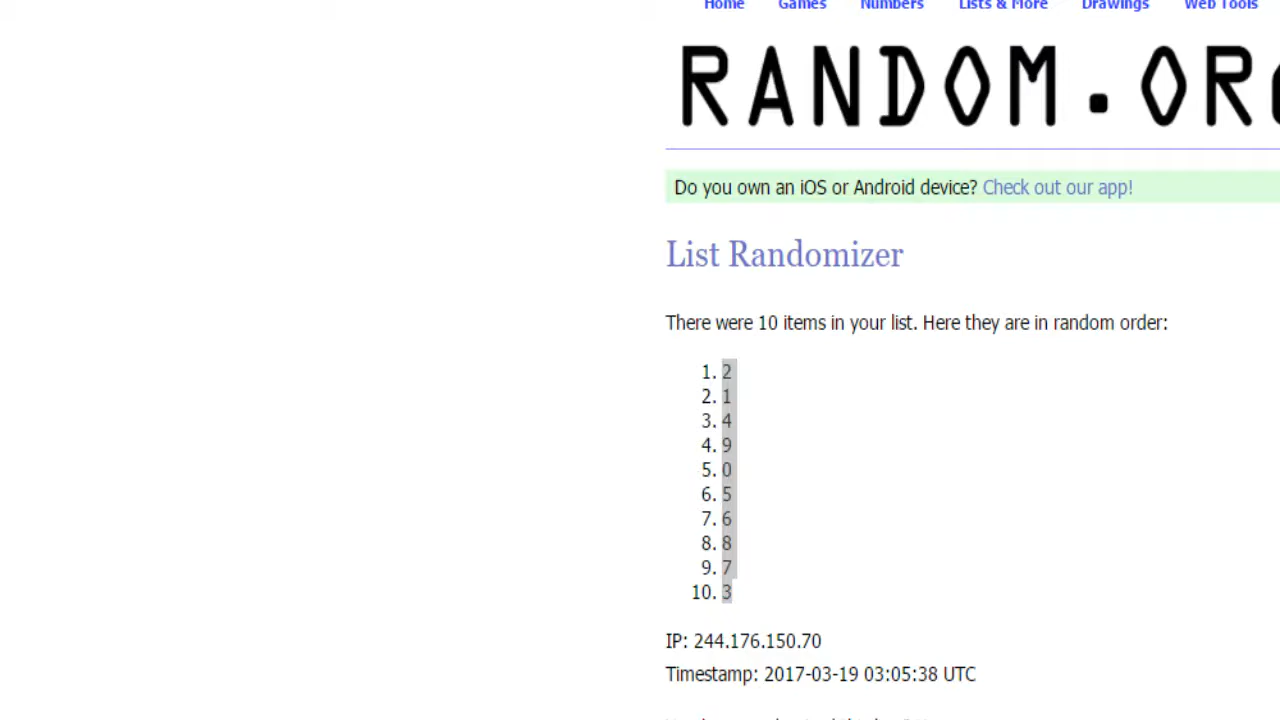 Home Games Numbers Lists & More Drawings Web Tools
RANDOM.OR
Do you own an iOS or Android device? Check out our app!
List Randomizer
There were 10 items in your list. Here they are in random order:
1. 2
2. 1
3. 4
4. 9
5. 0
6. 5
7. 6
8. 8
9. 7
10. 3
IP: 244.176.150.70
Timestamp: 2017-03-19 03:05:38 UTC